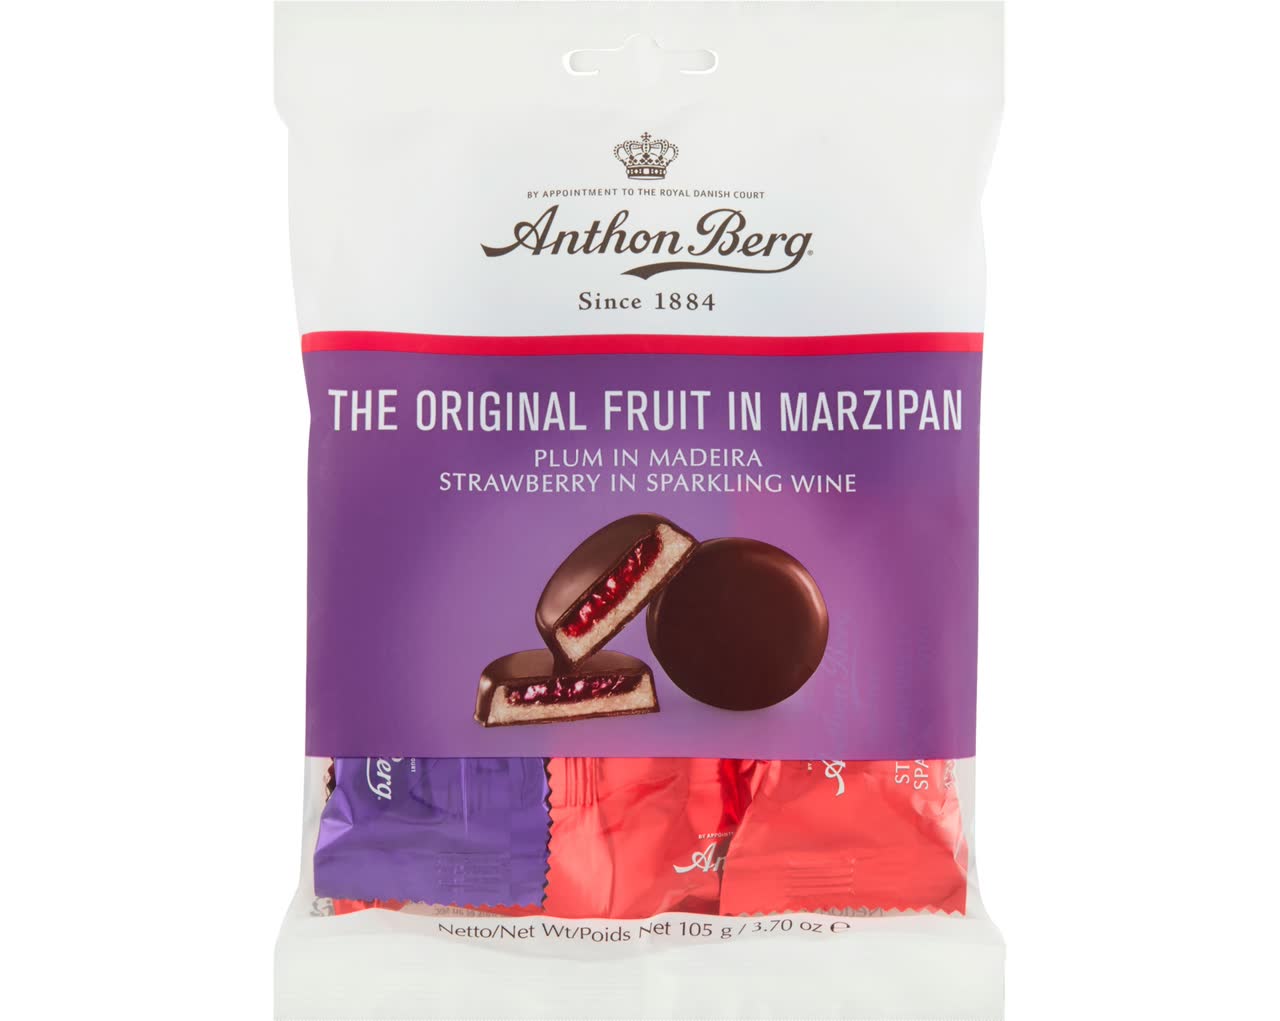 BY APPOINTMENT TO THE ROYAL DANISH COURT
Anthon Berg®
Since 1884
THE ORIGINAL FRUIT IN MARZIPAN
PLUM IN MADEIRA
STRAWBERRY IN SPARKLING WINE
Netto/Net Wt/Poids Net 105 g / 3.70 oz ℮